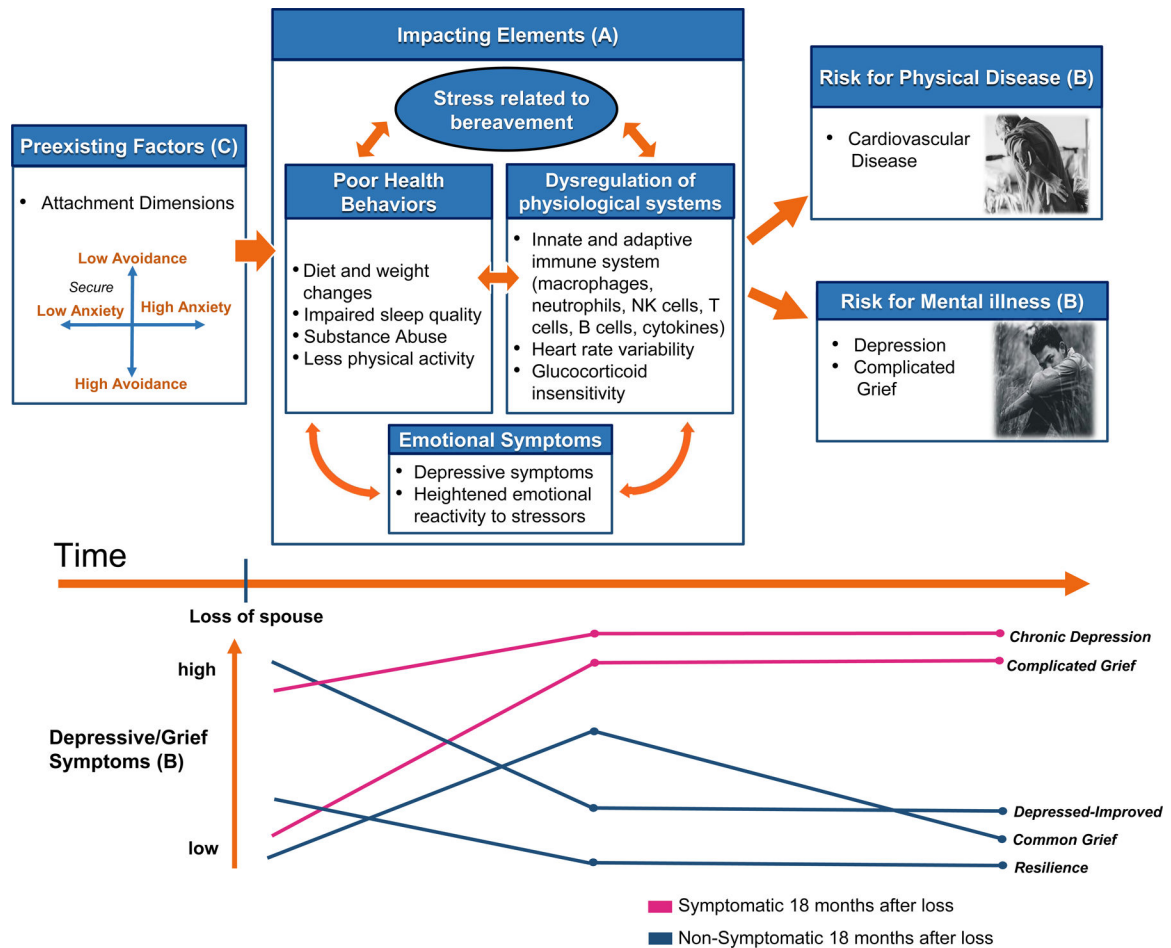 Impacting Elements (A)
Stress related to
bereavement
Preexisting Factors (C)
• Attachment Dimensions
Low Avoidance
Secure
Low Anxiety
High Anxiety
High Avoidance
Poor Health
Behaviors
• Diet and weight
changes
• Impaired sleep quality
• Substance Abuse
• Less physical activity
Dysregulation of
physiological systems
• Innate and adaptive
immune system
(macrophages,
neutrophils, NK cells, T
cells, B cells, cytokines)
• Heart rate variability
• Glucocorticoid
insensitivity
Emotional Symptoms
• Depressive symptoms
• Heightened emotional
reactivity to stressors
Risk for Physical Disease (B)
• Cardiovascular
Disease
Risk for Mental illness (B)
• Depression
• Complicated
Grief
Time
Loss of spouse
high
Depressive/Grief
Symptoms (B)
low
Chronic Depression
Complicated Grief
Depressed-Improved
Common Grief
Resilience
Symptomatic 18 months after loss
Non-Symptomatic 18 months after loss